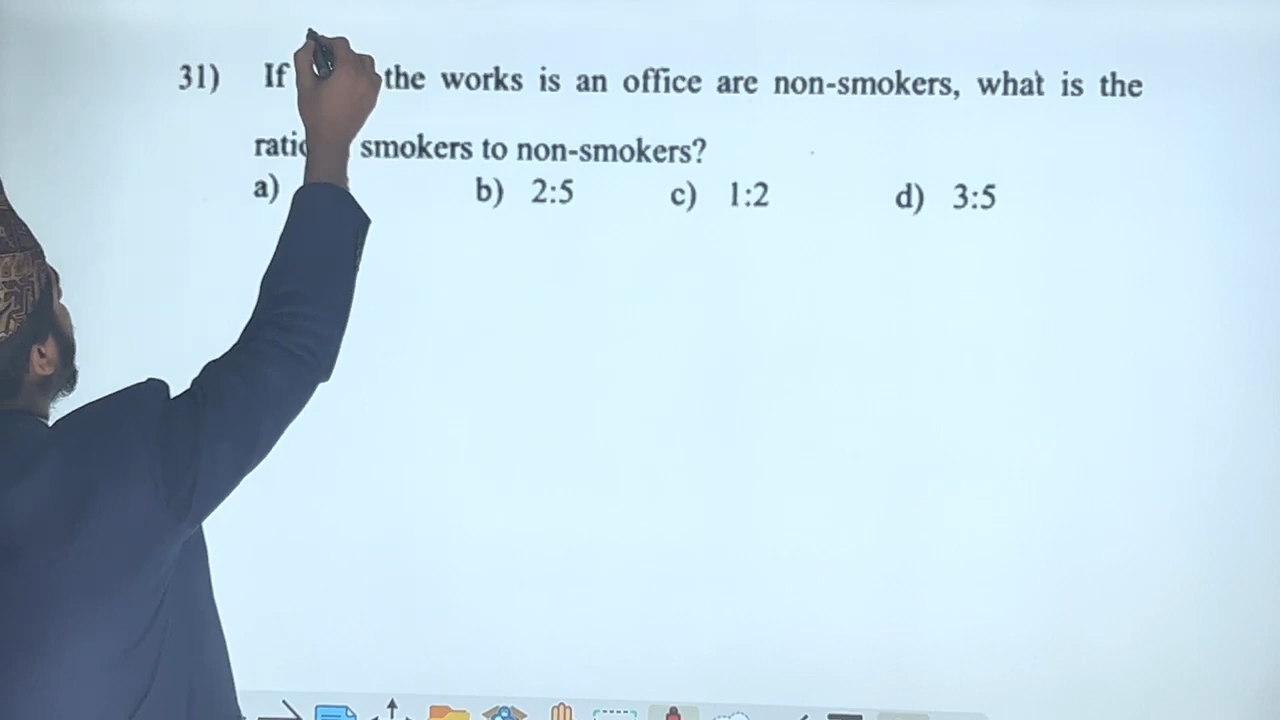 31) If the works is an office are non-smokers, what is the
smokers to non-smokers?
a) b) 2:5 c) 1:2 d) 3:5